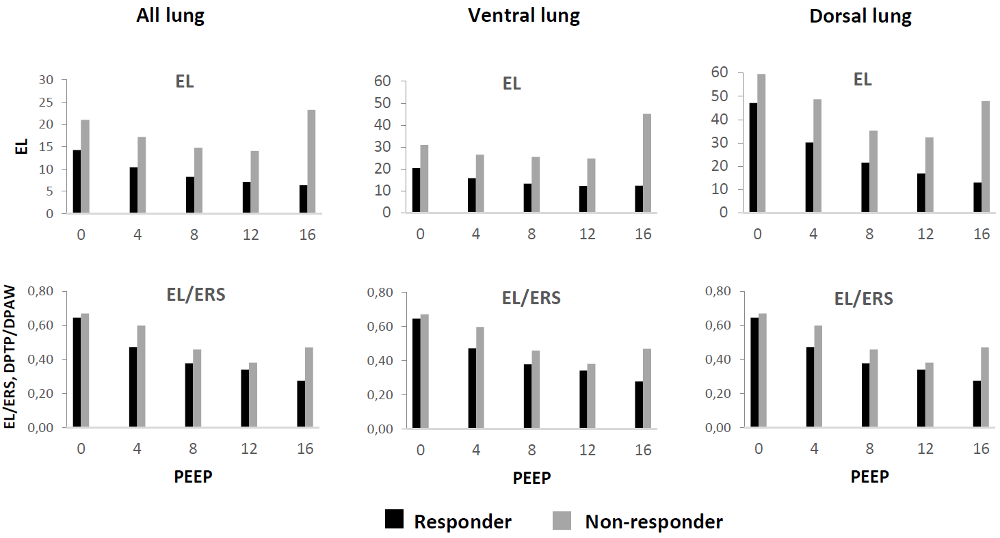 All lung
Ventral lung
Dorsal lung
EL
30
25
20
15
10
5
0
EL
0 4 8 12 16
60
50
40
30
20
10
0
EL
0 4 8 12 16
60
50
40
30
20
10
0
EL
0 4 8 12 16
EL/ERS, DPTP/DPAW
0,80
0,60
0,40
0,20
0,00
EL/ERS
0 4 8 12 16
PEEP
0,80
0,60
0,40
0,20
0,00
EL/ERS
0 4 8 12 16
PEEP
0,80
0,60
0,40
0,20
0,00
EL/ERS
0 4 8 12 16
PEEP
Responder
Non-responder